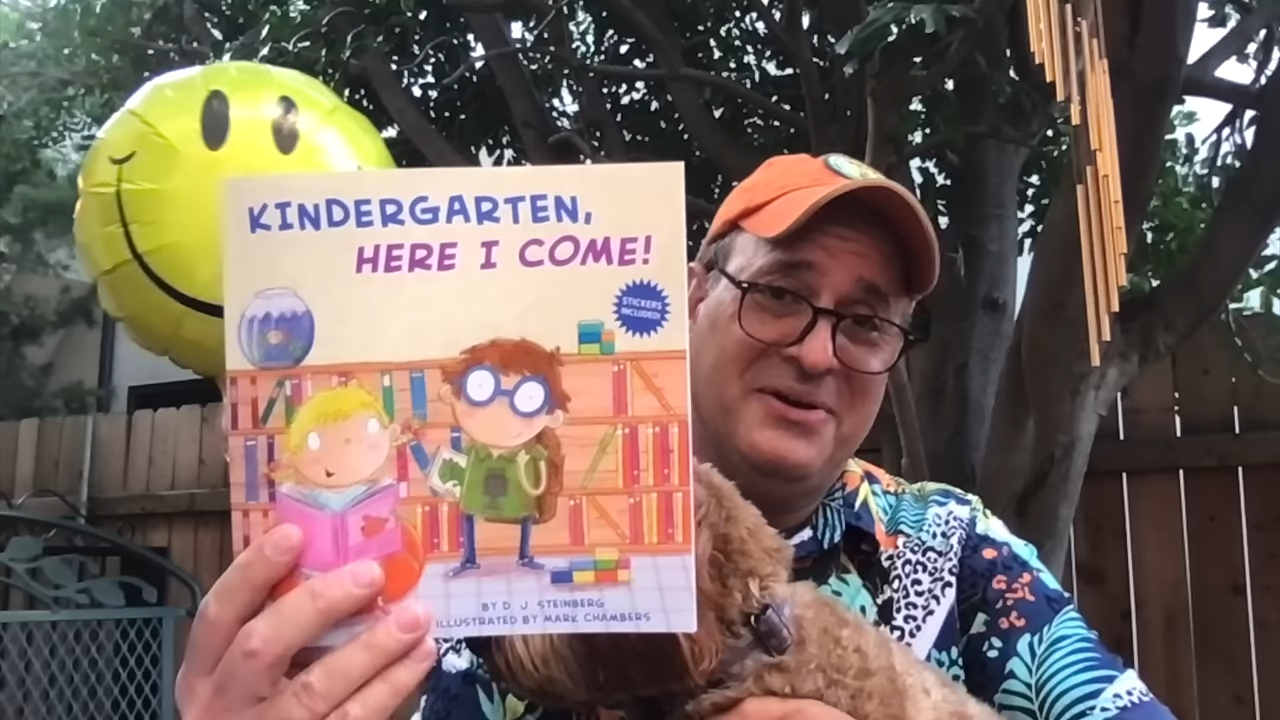 KINDERGARTEN,
HERE I COME!
STICKERS
INCLUDED!
BY D. J. STEINBERG
ILLUSTRATED BY MARK CHAMBERS